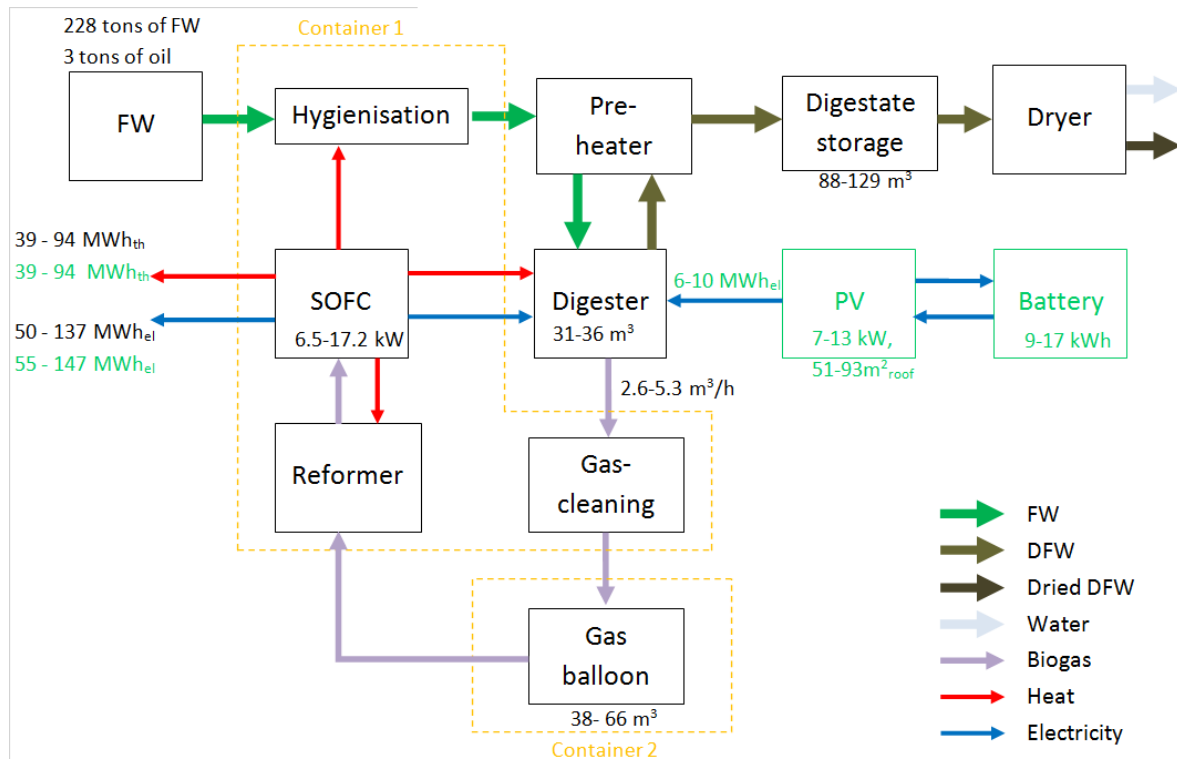 228 tons of FW
3 tons of oil
FW
Container 1
Hygienisation
Pre-
heater
Digestate
storage
88-129 m³
Dryer
39 - 94 MWhth
39 - 94 MWhth
50 - 137 MWhel
55 - 147 MWhel
SOFC
6.5-17.2 kW
Digester
31-36 m³
6-10 MWhel
PV
7-13 kW,
51-93m²roof
Battery
9-17 kWh
2.6-5.3 m³/h
Reformer
Gas-
cleaning
Gas
balloon
38- 66 m³
Container 2
FW
DFW
Dried DFW
Water
Biogas
Heat
Electricity